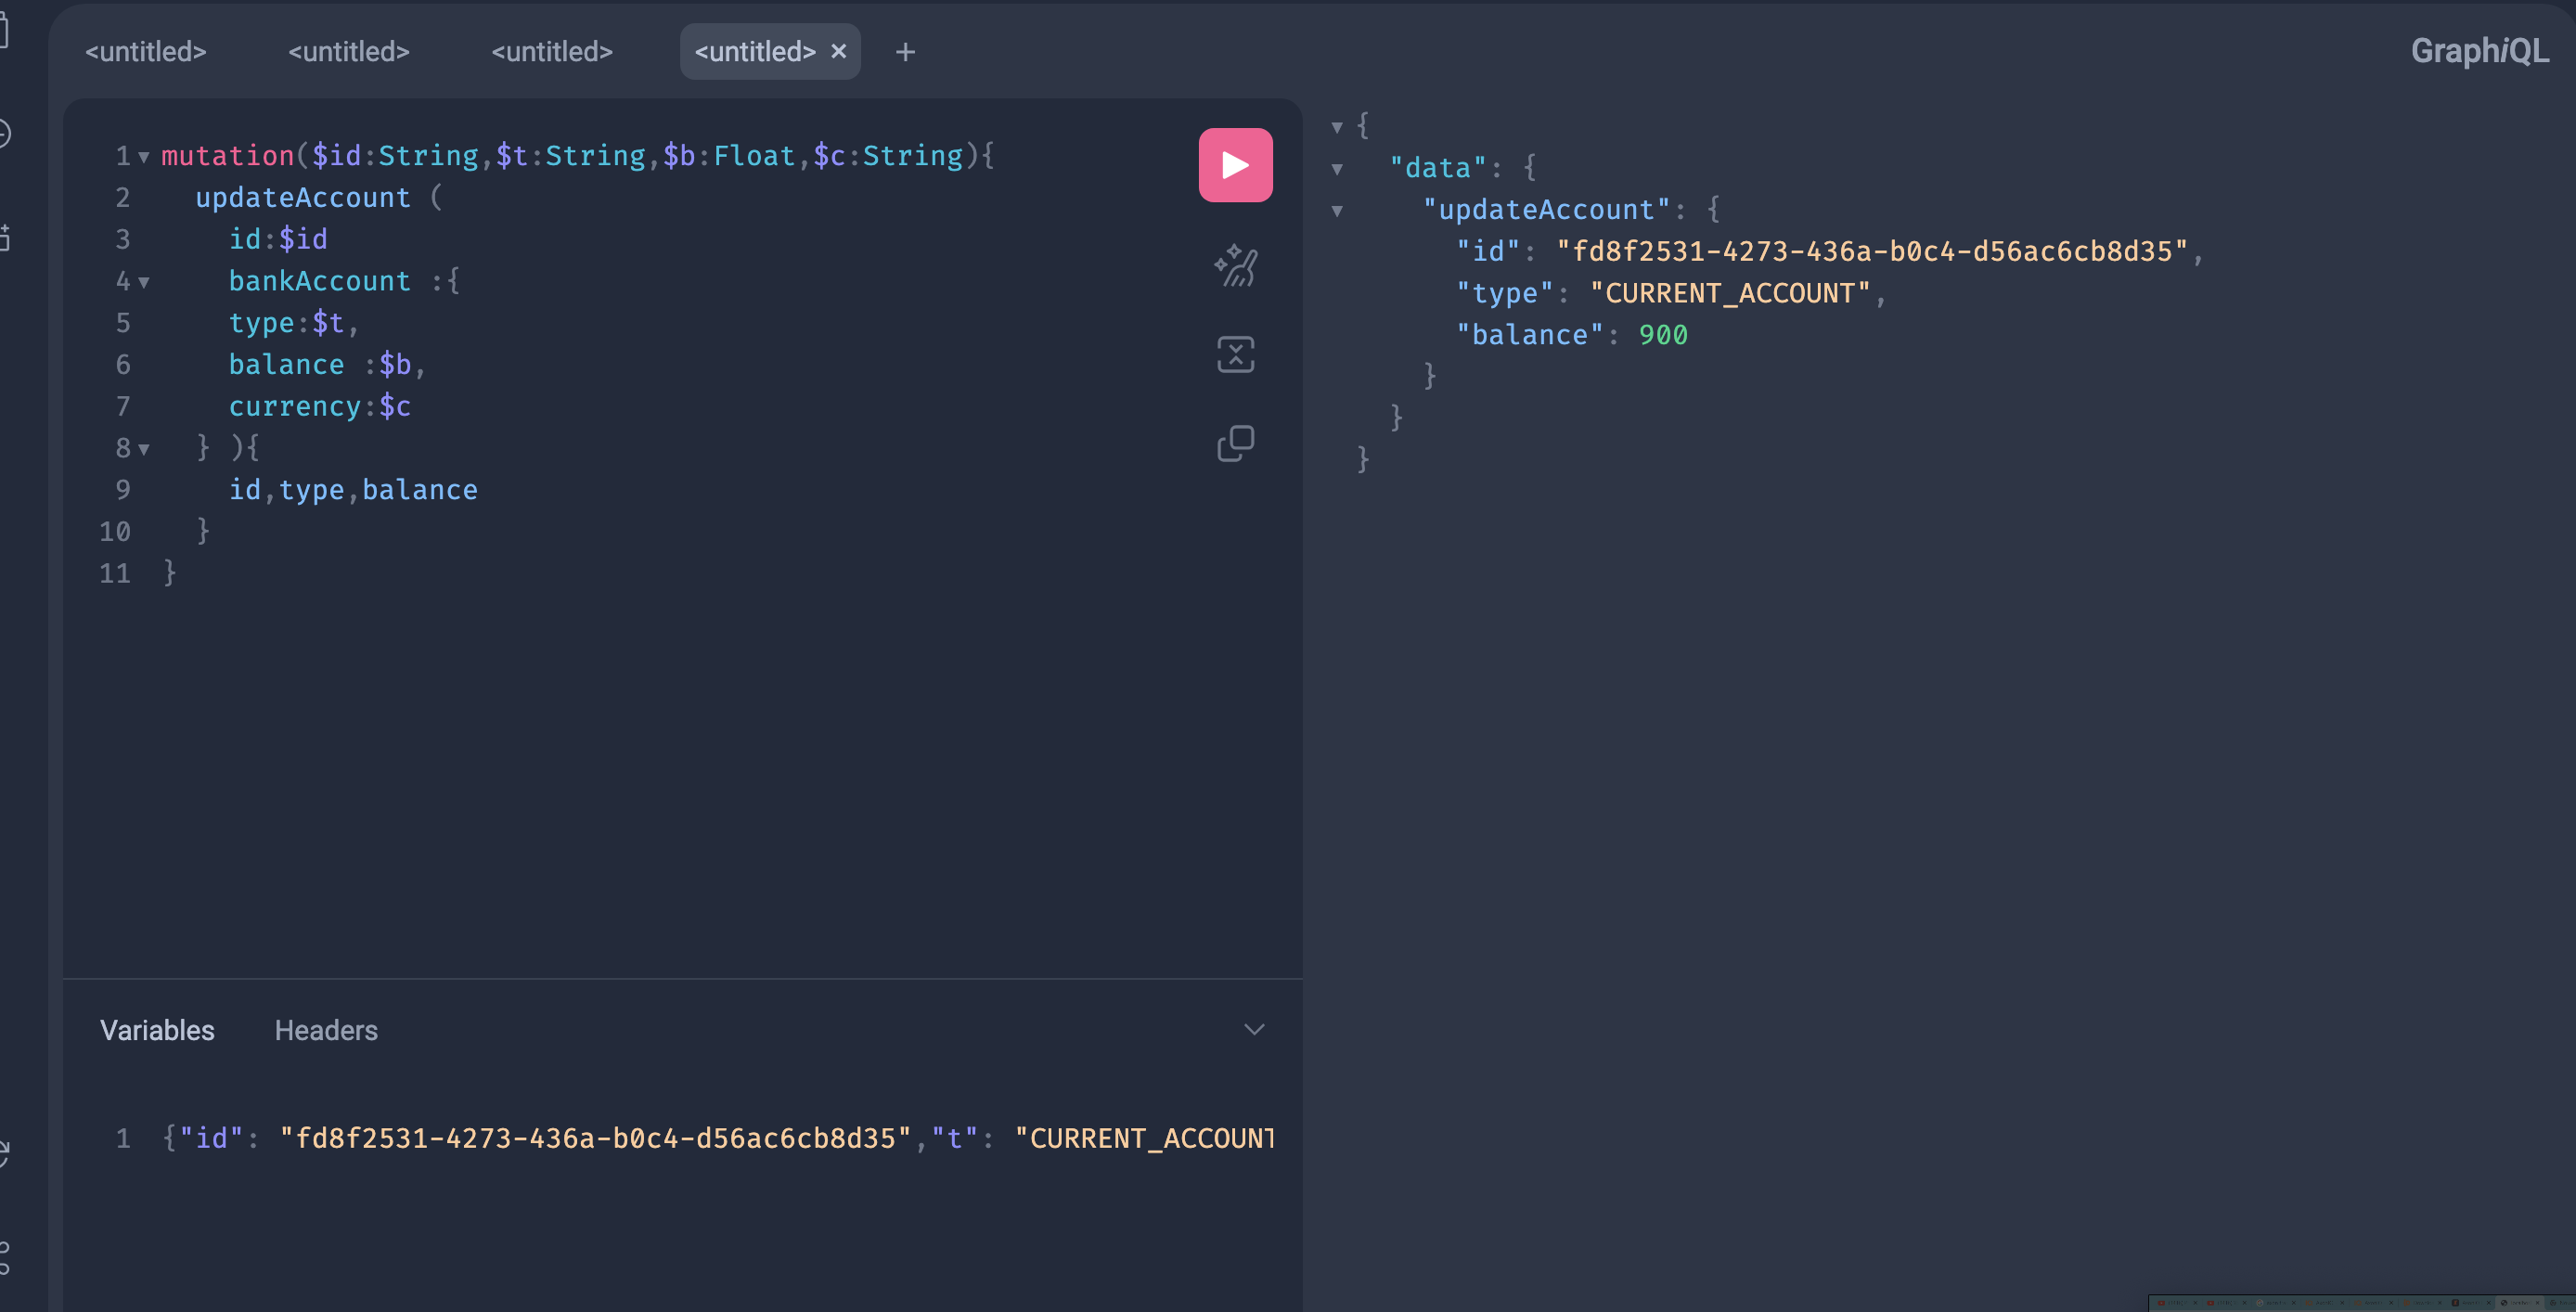 <untitled> <untitled> <untitled> <untitled> × + GraphiQL
1 mutation($id:String,$t:String,$b:Float,$c:String){
2 updateAccount (
3 id:$id
4 bankAccount :{
5 type:$t,
6 balance :$b,
7 currency:$c
8 } ){
9 id,type,balance
10 }
11 }
Variables Headers
1 {"id": "fd8f2531-4273-436a-b0c4-d56ac6cb8d35","t": "CURRENT_ACCOUNT
{
"data": {
"updateAccount": {
"id": "fd8f2531-4273-436a-b0c4-d56ac6cb8d35",
"type": "CURRENT_ACCOUNT",
"balance": 900
}
}
}